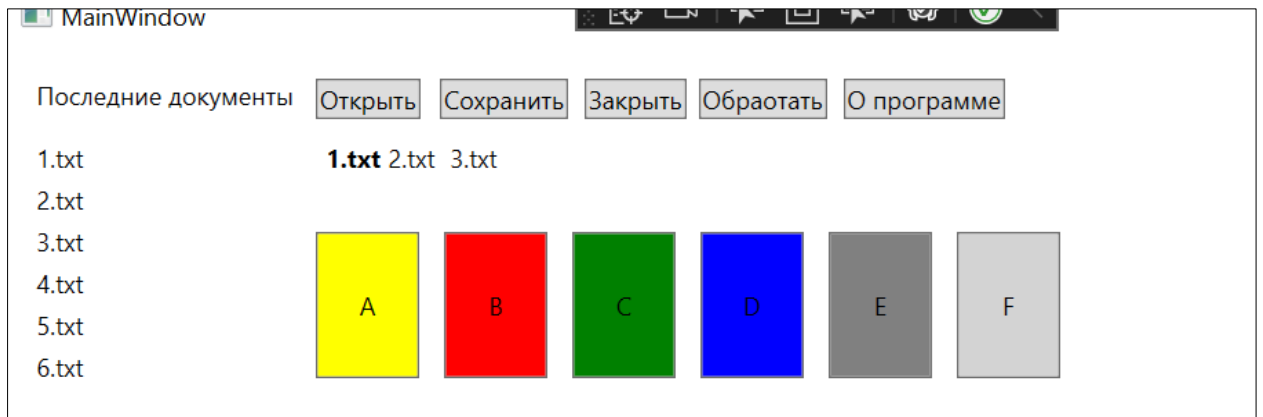 MainWindow
Последние документы Открыть Сохранить Закрыть Обраотать О программе
1.txt 1.txt 2.txt 3.txt
2.txt
3.txt
4.txt
5.txt
6.txt
A B C D E F